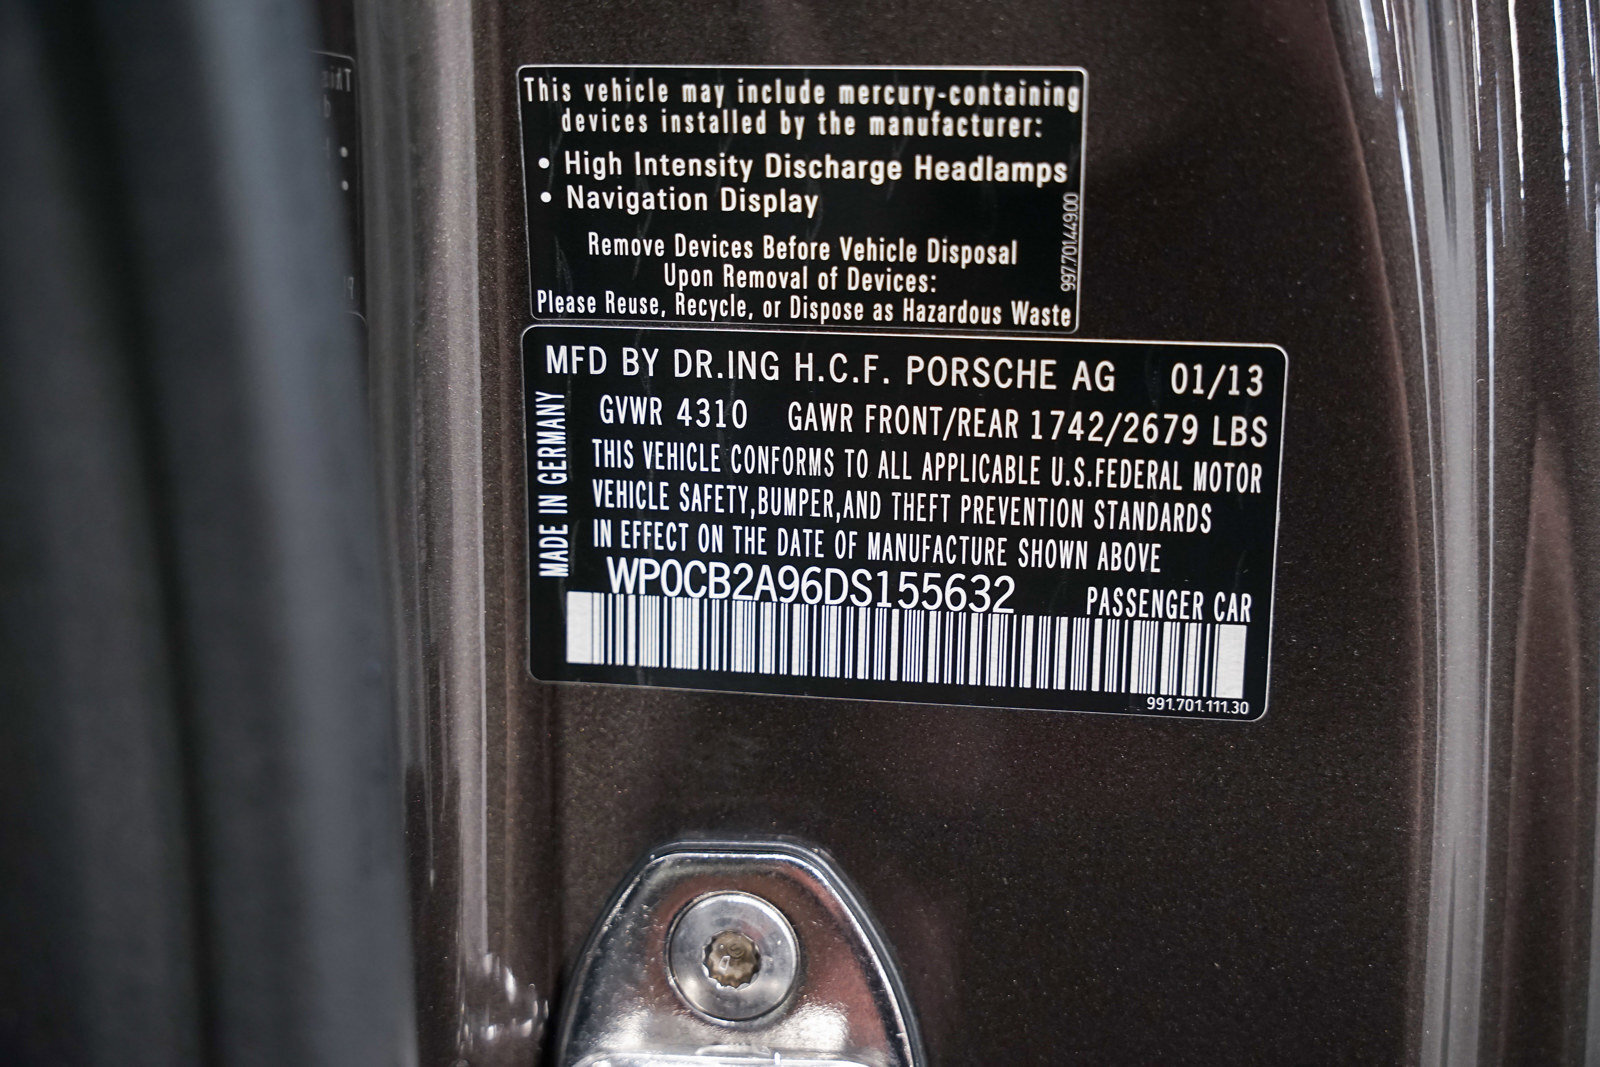 This vehicle may include mercury-containing
devices installed by the manufacturer:
• High Intensity Discharge Headlamps
• Navigation Display
Remove Devices Before Vehicle Disposal
Upon Removal of Devices:
Please Reuse, Recycle, or Dispose as Hazardous Waste
997.701.449.00
MFD BY DR.ING H.C.F. PORSCHE AG 01/13
GVWR 4310 GAWR FRONT/REAR 1742/2679 LBS
THIS VEHICLE CONFORMS TO ALL APPLICABLE U.S.FEDERAL MOTOR
VEHICLE SAFETY,BUMPER,AND THEFT PREVENTION STANDARDS
IN EFFECT ON THE DATE OF MANUFACTURE SHOWN ABOVE
MADE IN GERMANY
WP0CB2A96DS155632 PASSENGER CAR
991.701.111.30